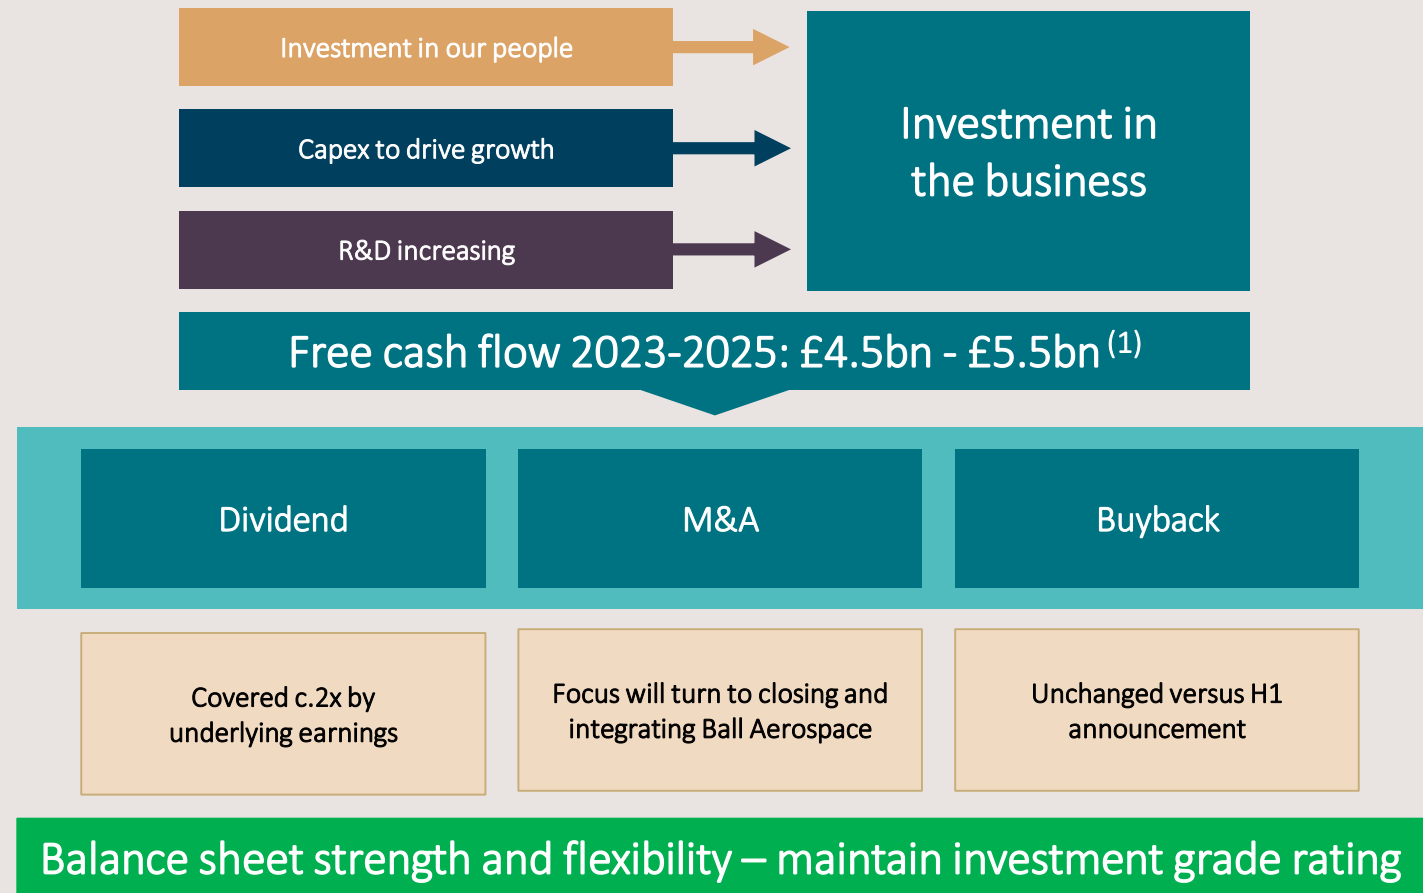 Investment in our people
Capex to drive growth
R&D increasing
Investment in
the business
Free cash flow 2023-2025: £4.5bn - £5.5bn (1)
Dividend
M&A
Buyback
Covered c.2x by
underlying earnings
Focus will turn to closing and
integrating Ball Aerospace
Unchanged versus H1
announcement
Balance sheet strength and flexibility – maintain investment grade rating